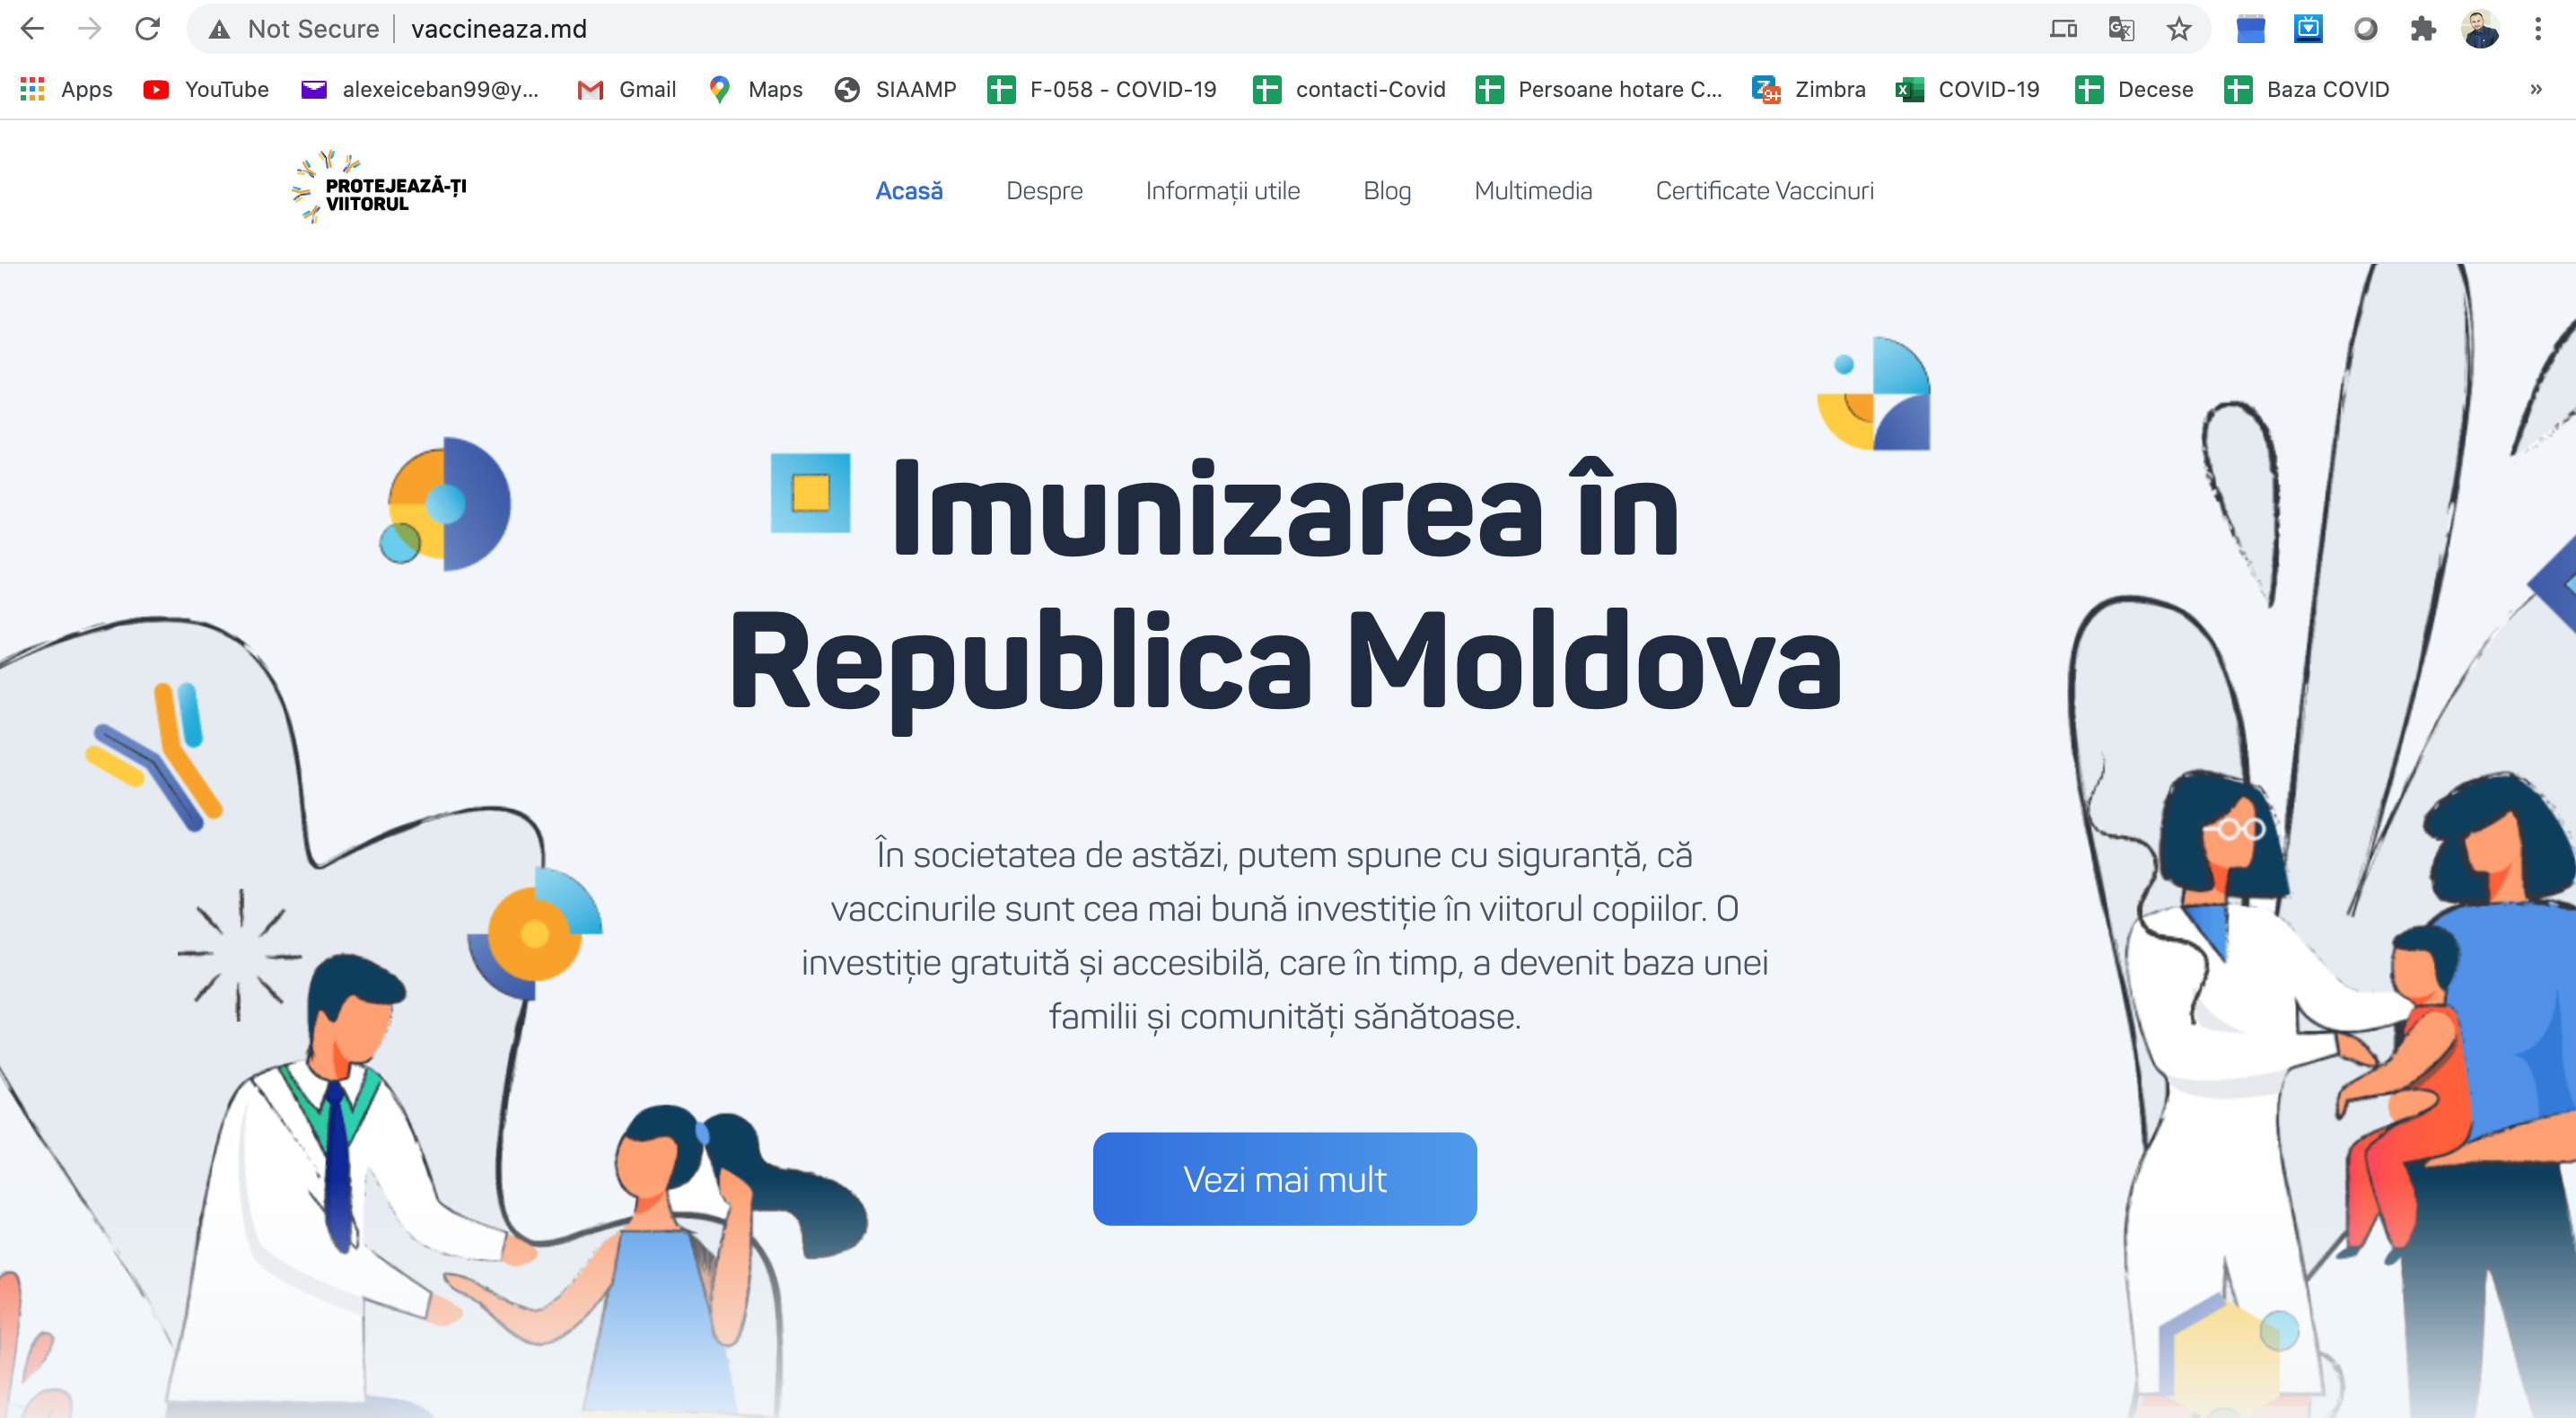 Not Secure | vaccineaza.md
Apps YouTube alexeiceban99@y... Gmail Maps SIAAMP F-058 - COVID-19 contacti-Covid Persoane hotare C... Zimbra COVID-19 Decese Baza COVID »
PROTEJEAZĂ-ȚI
VIITORUL
Acasă Despre Informații utile Blog Multimedia Certificate Vaccinuri
Imunizarea în
Republica Moldova
În societatea de astăzi, putem spune cu siguranță, că
vaccinurile sunt cea mai bună investiție în viitorul copiilor. O
investiție gratuită și accesibilă, care în timp, a devenit baza unei
familii și comunități sănătoase.
Vezi mai mult